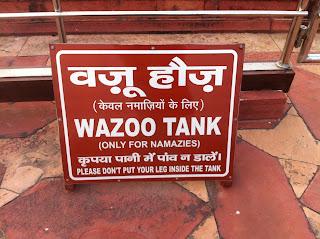 वज़ू हौज़
(केवल नमाज़ियों के लिए)
WAZOO TANK
(ONLY FOR NAMAZIES)
कृपया पानी में पांव न डालें।
PLEASE DON'T PUT YOUR LEG INSIDE THE TANK